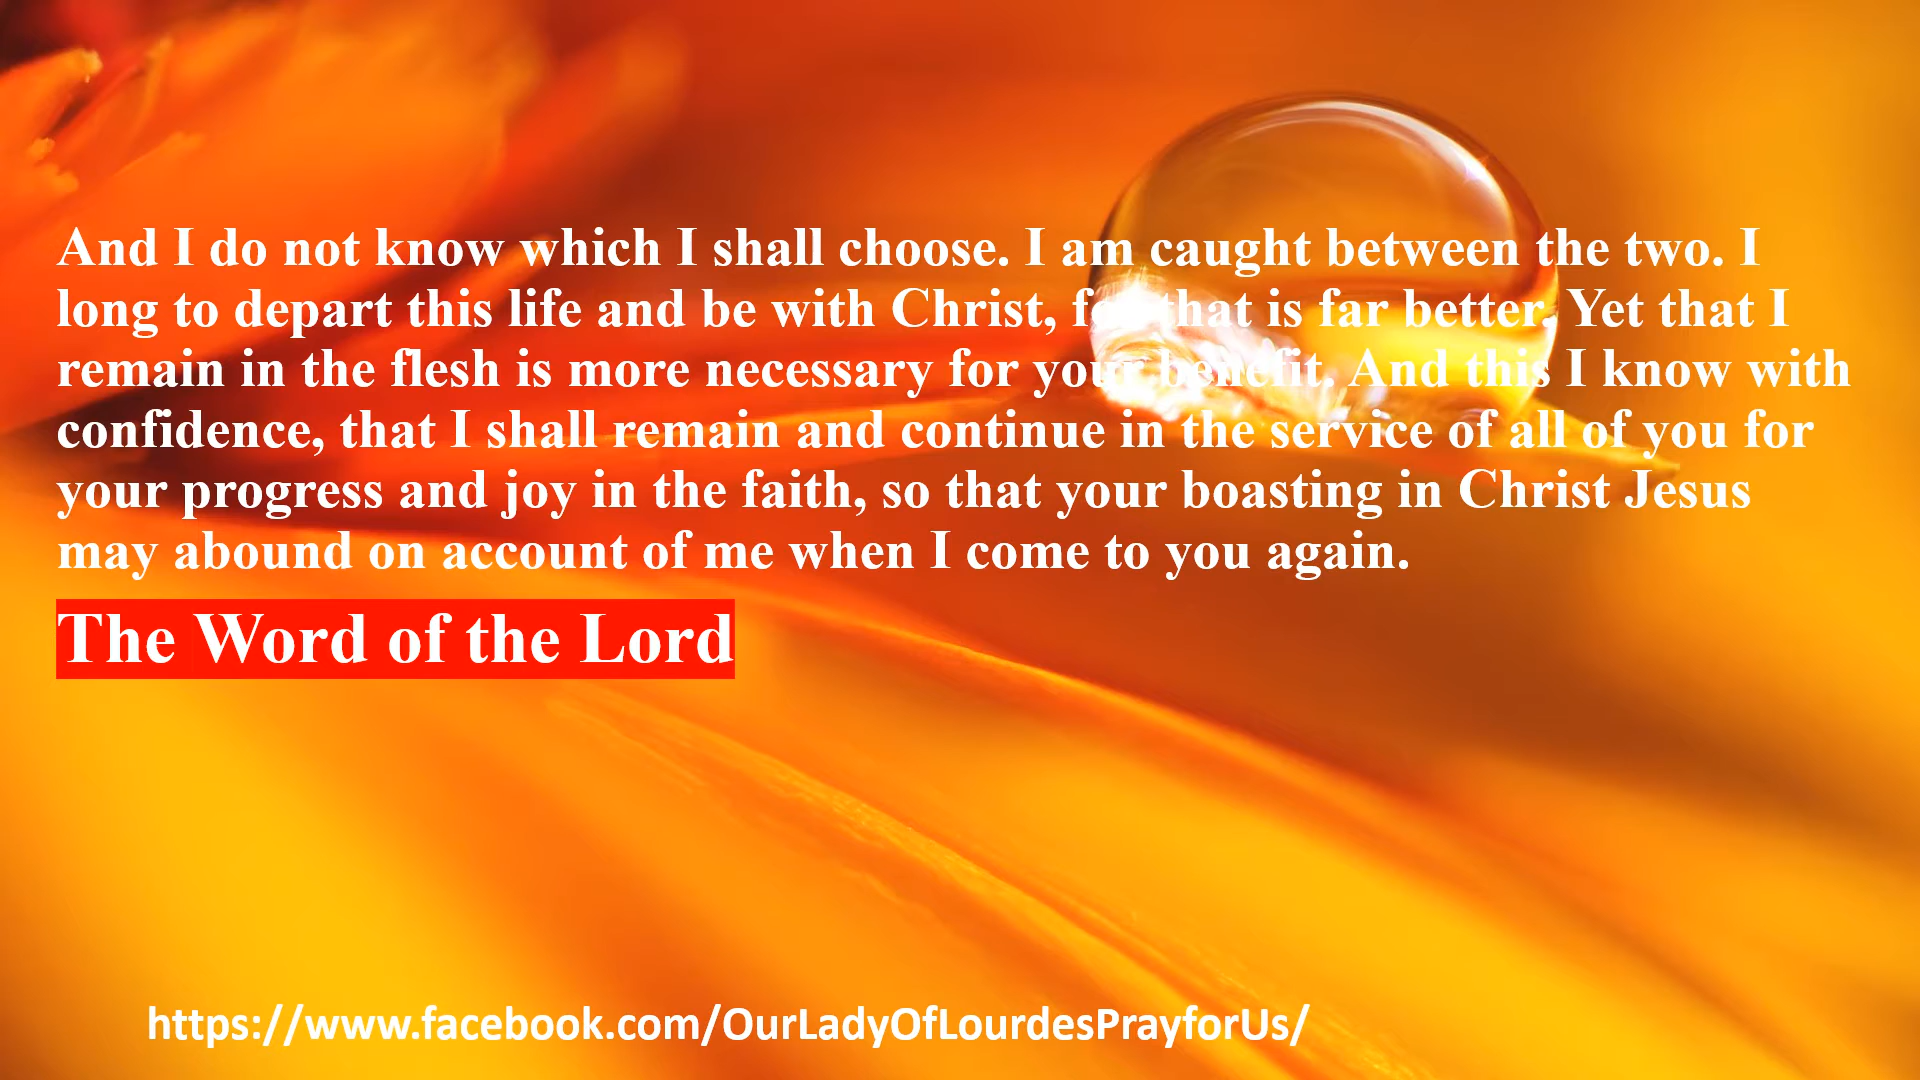 And I do not know which I shall choose. I am caught between the two. I
long to depart this life and be with Christ, for that is far better. Yet that I
remain in the flesh is more necessary for your benefit. And this I know with
confidence, that I shall remain and continue in the service of all of you for
your progress and joy in the faith, so that your boasting in Christ Jesus
may abound on account of me when I come to you again.
The Word of the Lord
https://www.facebook.com/OurLadyOfLourdesPrayforUs/